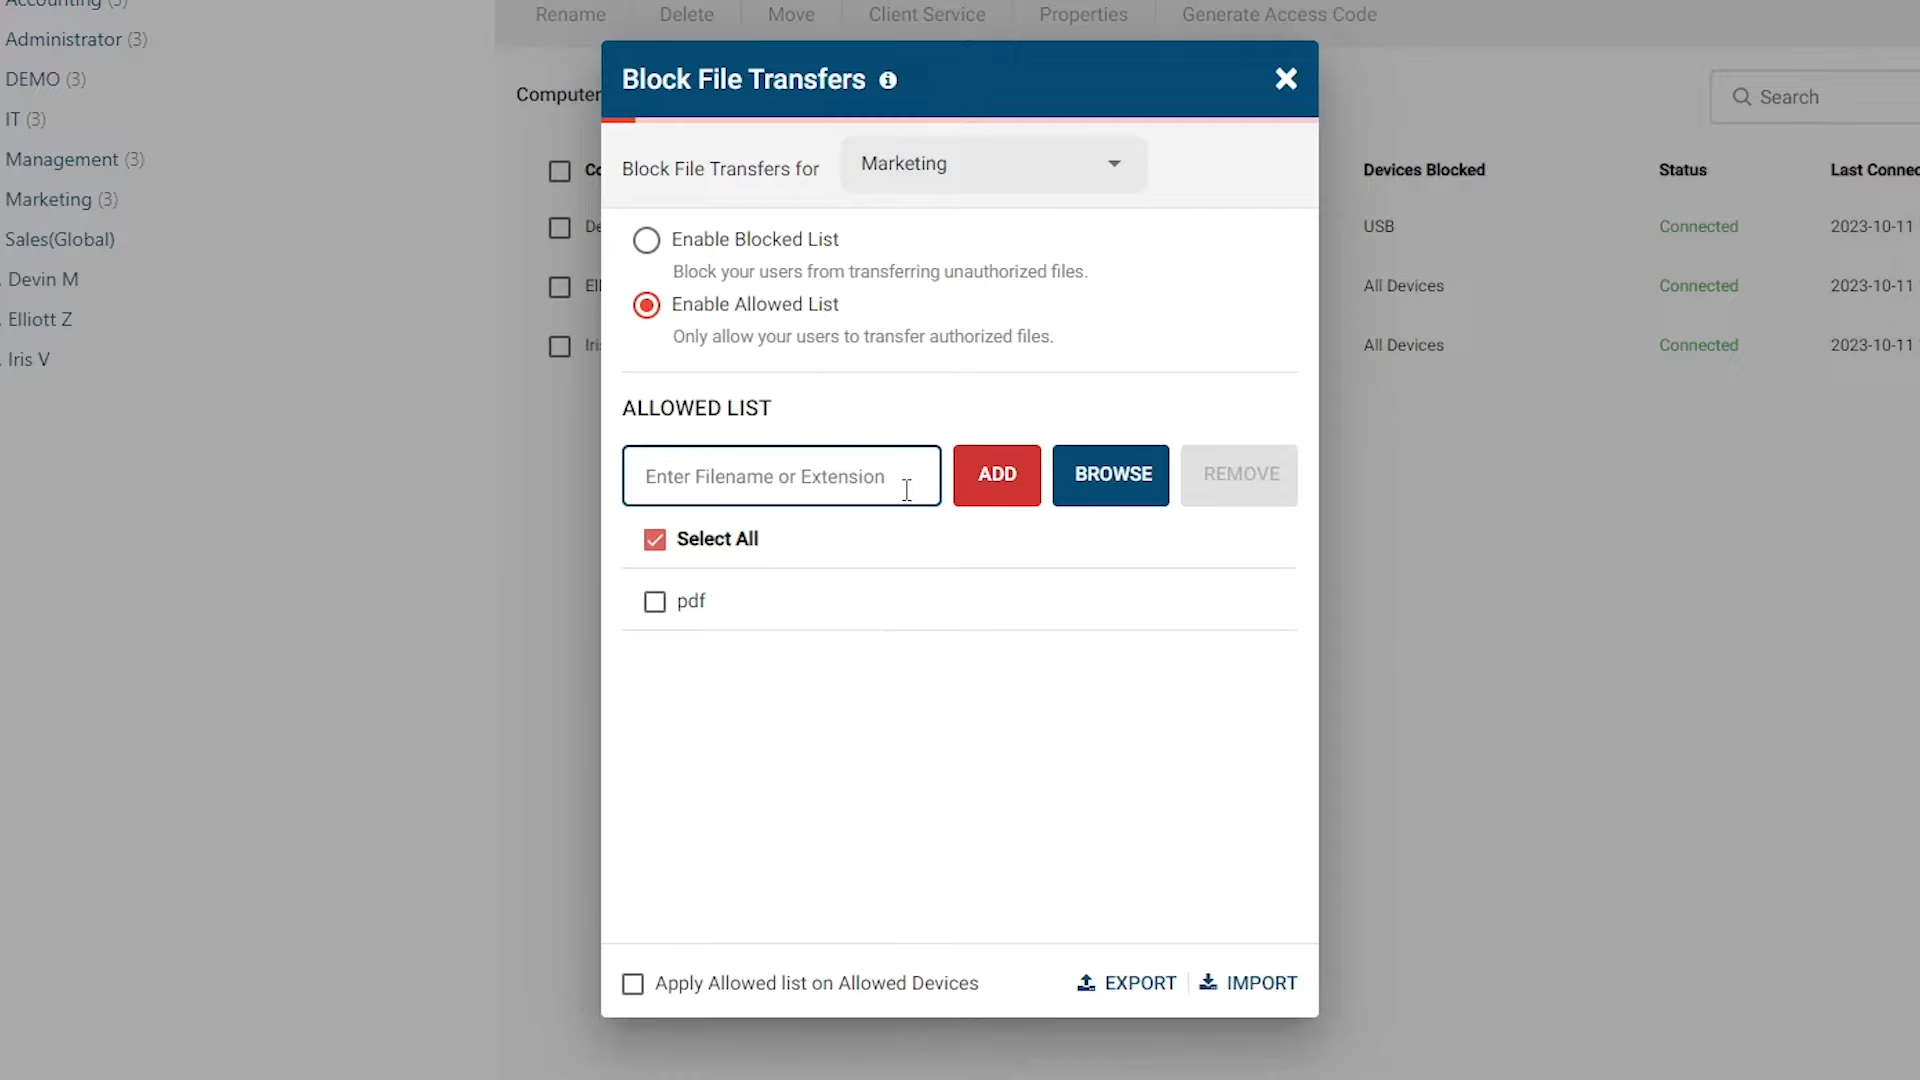 Accounting (3)
Administrator (3)
DEMO (3)
IT (3)
Management (3)
Marketing (3)
Sales(Global)
Devin M
Elliott Z
Iris V
Rename
Delete
Move
Client Service
Properties
Generate Access Code
Computer
Search
Devices Blocked
Status
USB
Connected
2023-10-11
All Devices
Connected
2023-10-11
All Devices
Connected
2023-10-11
Block File Transfers
Block File Transfers for
Marketing
Enable Blocked List
Block your users from transferring unauthorized files.
Enable Allowed List
Only allow your users to transfer authorized files.
ALLOWED LIST
Enter Filename or Extension
ADD
BROWSE
REMOVE
Select All
pdf
Apply Allowed list on Allowed Devices
EXPORT
IMPORT